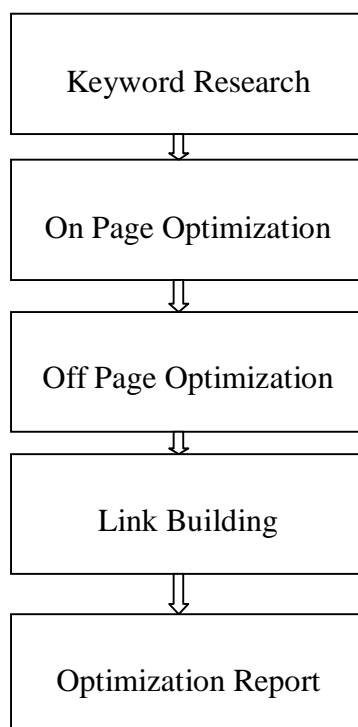 Keyword Research
On Page Optimization
Off Page Optimization
Link Building
Optimization Report